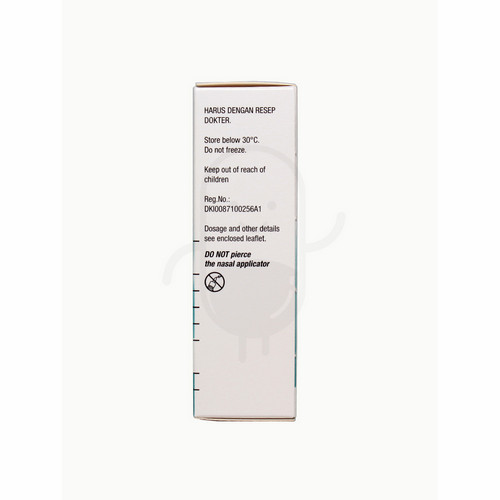 HARUS DENGAN RESEP
DOKTER.
Store below 30°C.
Do not freeze.
Keep out of reach of
children
Reg.No.:
DKI0087100256A1
Dosage and other details
see enclosed leaflet.
DO NOT pierce
the nasal applicator